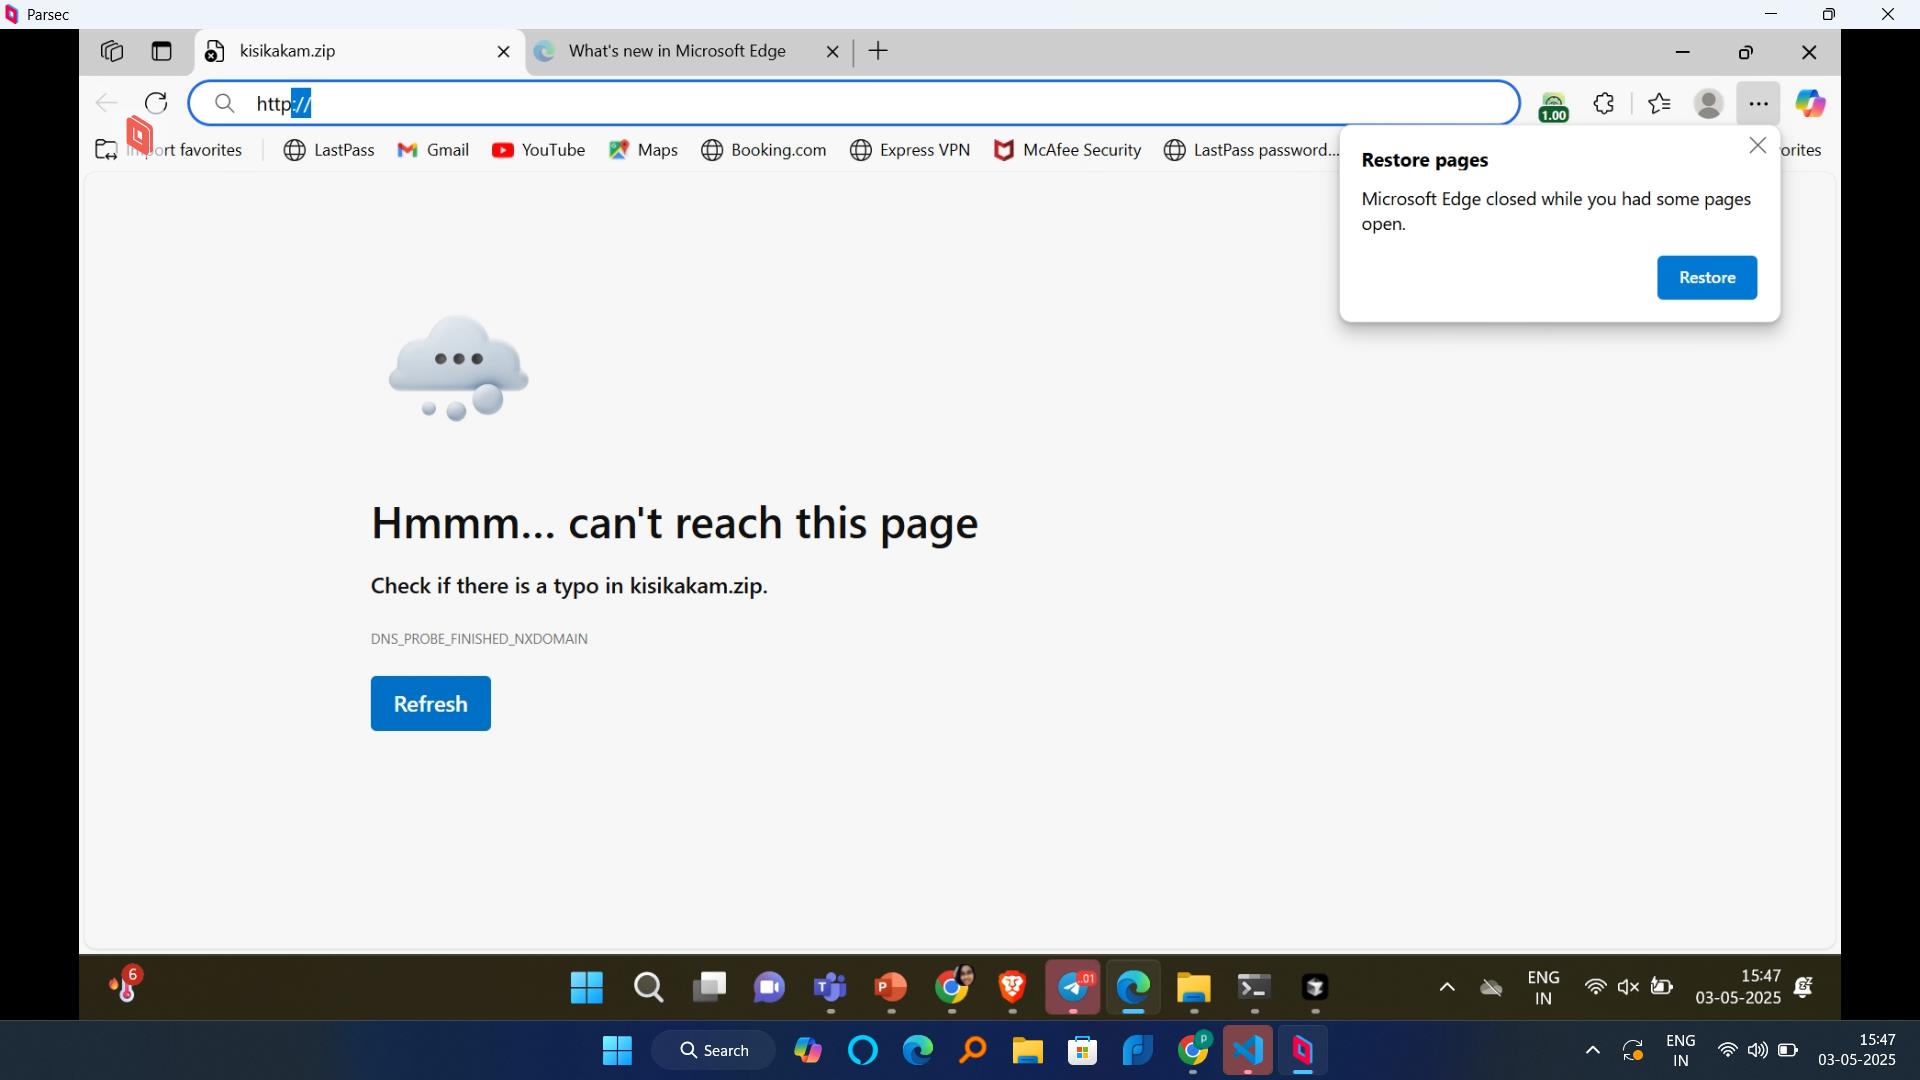 Parsec
kisikakam.zip
What's new in Microsoft Edge
http://
1.00
port favorites
LastPass
Gmail
YouTube
Maps
Booking.com
Express VPN
McAfee Security
LastPass password...
orites
Restore pages
Microsoft Edge closed while you had some pages
open.
Restore
Hmmm... can't reach this page
Check if there is a typo in kisikakam.zip.
DNS_PROBE_FINISHED_NXDOMAIN
Refresh
6
.01
ENG
IN
15:47
03-05-2025
Search
P
ENG
IN
15:47
03-05-2025